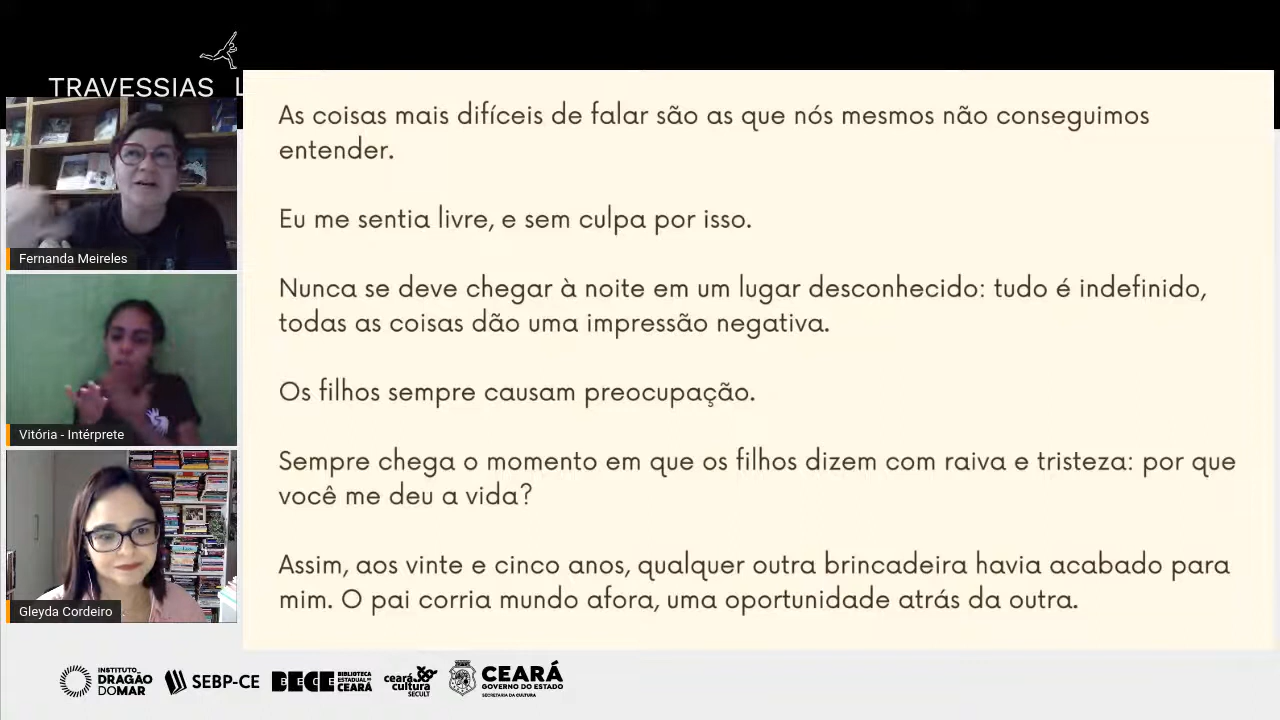 TRAVESSIAS L
As coisas mais difíceis de falar são as que nós mesmos não conseguimos
entender.
Eu me sentia livre, e sem culpa por isso.
Nunca se deve chegar à noite em um lugar desconhecido: tudo é indefinido,
todas as coisas dão uma impressão negativa.
Os filhos sempre causam preocupação.
Sempre chega o momento em que os filhos dizem com raiva e tristeza: por que
você me deu a vida?
Assim, aos vinte e cinco anos, qualquer outra brincadeira havia acabado para
mim. O pai corria mundo afora, uma oportunidade atrás da outra.
Fernanda Meireles
Vitória - Intérprete
Gleyda Cordeiro
INSTITUTO
DRAGÃO
DOMAR
SEBP-CE
BECE
BIBLIOTECA
ESTADUAL DO
CEARÁ
ceará
cultura
SECULT
CEARÁ
GOVERNO DO ESTADO
SECRETARIA DA CULTURA